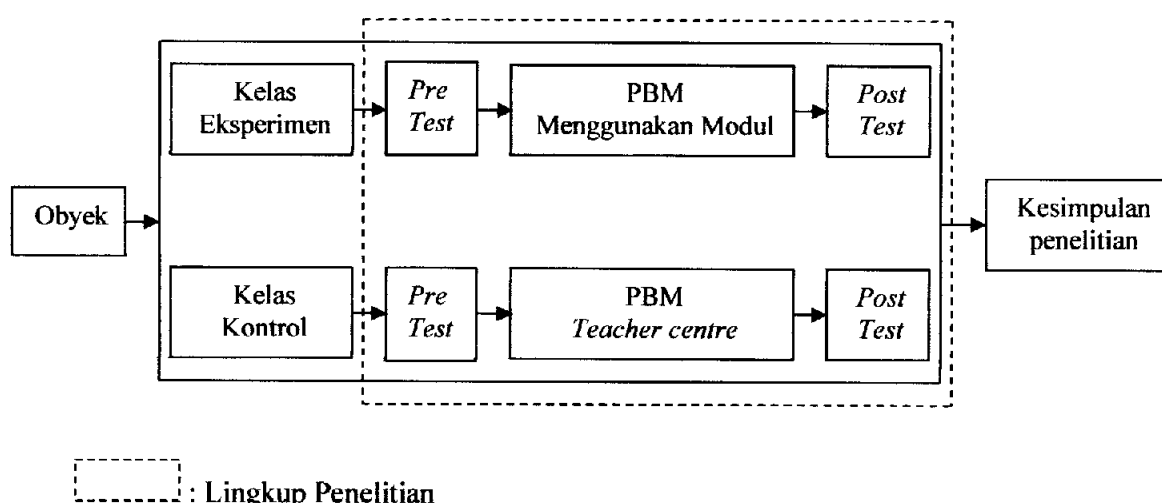 Kelas
Eksperimen
Pre
Test
PBM
Menggunakan Modul
Post
Test
Obyek
Kesimpulan
penelitian
Kelas
Kontrol
Pre
Test
PBM
Teacher centre
Post
Test
: Lingkup Penelitian